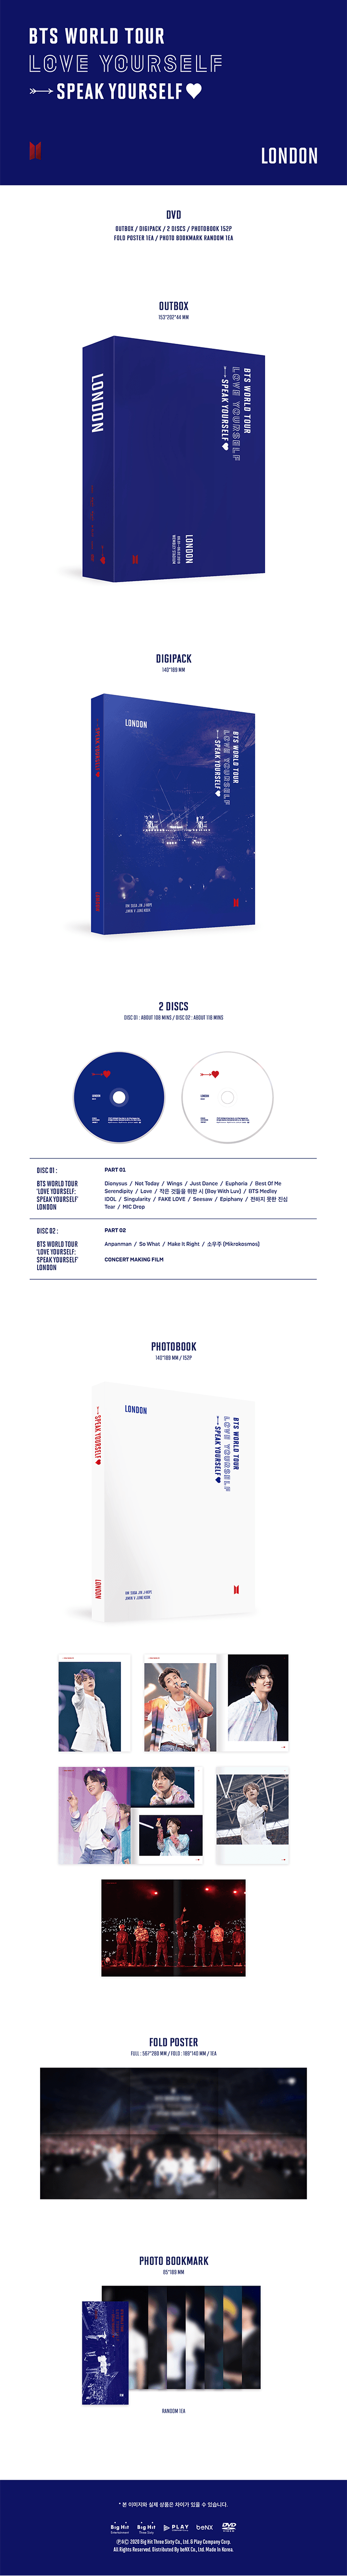 BTS WORLD TOUR
LOVE YOURSELF
SPEAK YOURSELF
LONDON
DVD
OUTBOX / DIGIPACK / 2 DISCS / PHOTOBOOK 152P
FOLD POSTER 1EA / PHOTO BOOKMARK RANDOM 1EA
OUTBOX
153*202*44 MM
LONDON
BTS WORLD TOUR
LOVE YOURSELF
SPEAK YOURSELF
LONDON
DIGIPACK
140*189 MM
LONDON
BTS WORLD TOUR
LOVE YOURSELF
SPEAK YOURSELF
SPEAK YOURSELF
LONDON
RM SUGA JIN J-HOPE
JIMIN V JUNG KOOK
2 DISCS
DISC 01 : ABOUT 198 MINS / DISC 02 : ABOUT 118 MINS
LONDON
LONDON
DISC 01 :
PART 01
BTS WORLD TOUR
'LOVE YOURSELF:
SPEAK YOURSELF'
LONDON
Dionysus / Not Today / Wings / Just Dance / Euphoria / Best Of Me
Serendipity / Love / 작은 것들을 위한 시 (Boy With Luv) / BTS Medley
IDOL / Singularity / FAKE LOVE / Seesaw / Epiphany / 전하지 못한 진심
Tear / MIC Drop
DISC 02 :
PART 02
BTS WORLD TOUR
'LOVE YOURSELF:
SPEAK YOURSELF'
LONDON
Anpanman / So What / Make It Right / 소우주 (Mikrokosmos)
CONCERT MAKING FILM
PHOTOBOOK
140*189 MM / 152P
LONDON
BTS WORLD TOUR
LOVE YOURSELF
SPEAK YOURSELF
SPEAK YOURSELF
LONDON
RM SUGA JIN J-HOPE
JIMIN V JUNG KOOK
FOLD POSTER
FULL : 567*280 MM / FOLD : 189*140 MM / 1EA
PHOTO BOOKMARK
65*189 MM
RANDOM 1EA
* 본 이미지와 실제 상품은 차이가 있을 수 있습니다.
Big Hit
Entertainment
Big Hit
Three Sixty
PLAY
beNX
DVD
VIDEO
Ⓟ&Ⓒ 2020 Big Hit Three Sixty Co., Ltd. & Play Company Corp.
All Rights Reserved. Distributed By beNX Co., Ltd. Made In Korea.